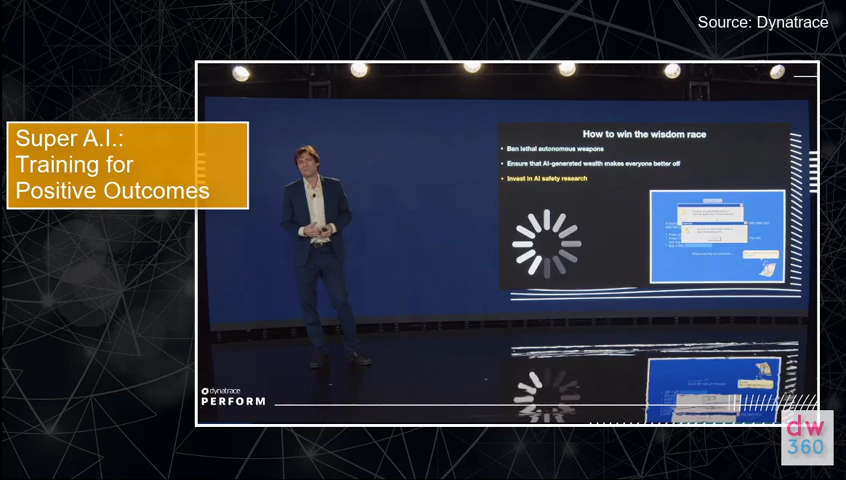 Source: Dynatrace
Super A.I.:
Training for
Positive Outcomes
How to win the wisdom race
• Ban lethal autonomous weapons
• Ensure that AI-generated wealth makes everyone better off
• Invest in AI safety research
dynatrace
PERFORM
dw
360